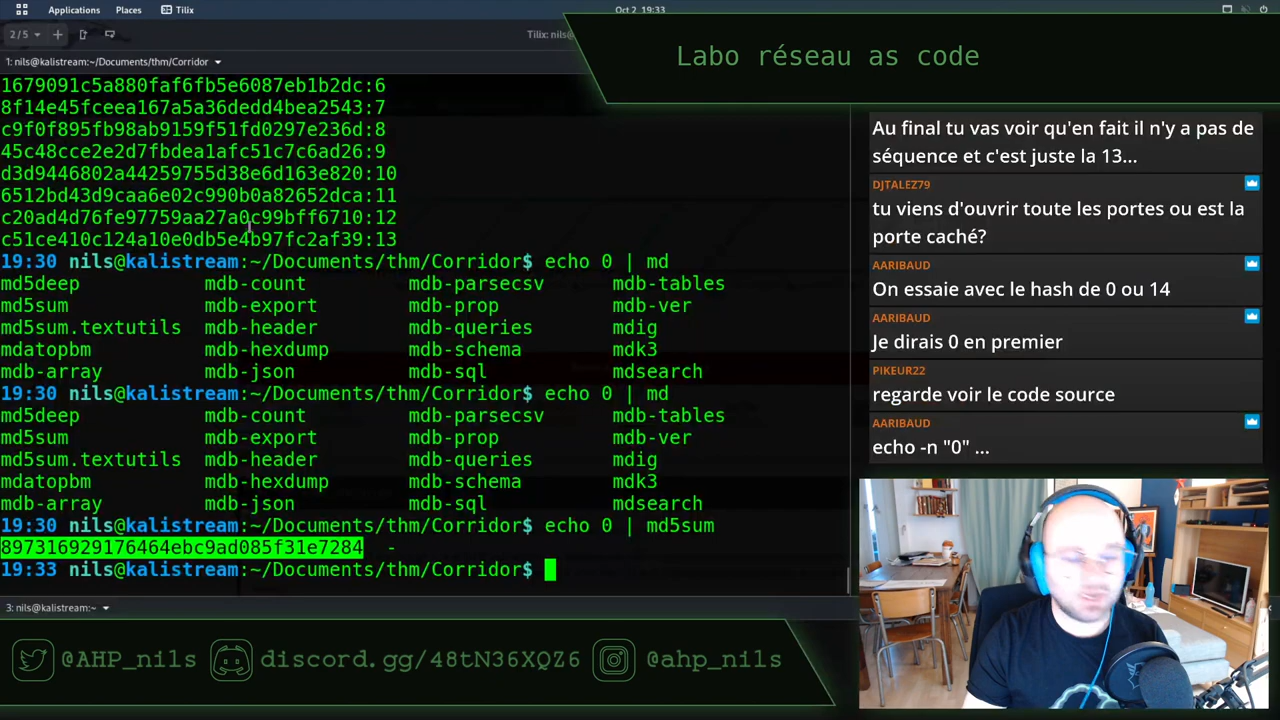 Applications Places Tilix
Oct 2 19:33
2/5
Tilix: nils@
1: nils@kalistream:~/Documents/thm/Corridor
Labo réseau as code
1679091c5a880faf6fb5e6087eb1b2dc:6
8f14e45fceea167a5a36dedd4bea2543:7
c9f0f895fb98ab9159f51fd0297e236d:8
45c48cce2e2d7fbdea1afc51c7c6ad26:9
d3d9446802a44259755d38e6d163e820:10
6512bd43d9caa6e02c990b0a82652dca:11
c20ad4d76fe97759aa27a0c99bff6710:12
c51ce410c124a10e0db5e4b97fc2af39:13
19:30 nils@kalistream:~/Documents/thm/Corridor$ echo 0 | md
md5deep mdb-count mdb-parsecsv mdb-tables
md5sum mdb-export mdb-prop mdb-ver
md5sum.textutils mdb-header mdb-queries mdig
mdatopbm mdb-hexdump mdb-schema mdk3
mdb-array mdb-json mdb-sql mdsearch
19:30 nils@kalistream:~/Documents/thm/Corridor$ echo 0 | md
md5deep mdb-count mdb-parsecsv mdb-tables
md5sum mdb-export mdb-prop mdb-ver
md5sum.textutils mdb-header mdb-queries mdig
mdatopbm mdb-hexdump mdb-schema mdk3
mdb-array mdb-json mdb-sql mdsearch
19:30 nils@kalistream:~/Documents/thm/Corridor$ echo 0 | md5sum
897316929176464ebc9ad085f31e7284 -
19:33 nils@kalistream:~/Documents/thm/Corridor$
3: nils@kalistream:~
Au final tu vas voir qu'en fait il n'y a pas de
séquence et c'est juste la 13...
DJTALEZ79
tu viens d'ouvrir toute les portes ou est la
porte caché?
AARIBAUD
On essaie avec le hash de 0 ou 14
AARIBAUD
Je dirais 0 en premier
PIKEUR22
regarde voir le code source
AARIBAUD
echo -n "0" ...
@AHP_nils discord.gg/48tN36XQZ6 @ahp_nils